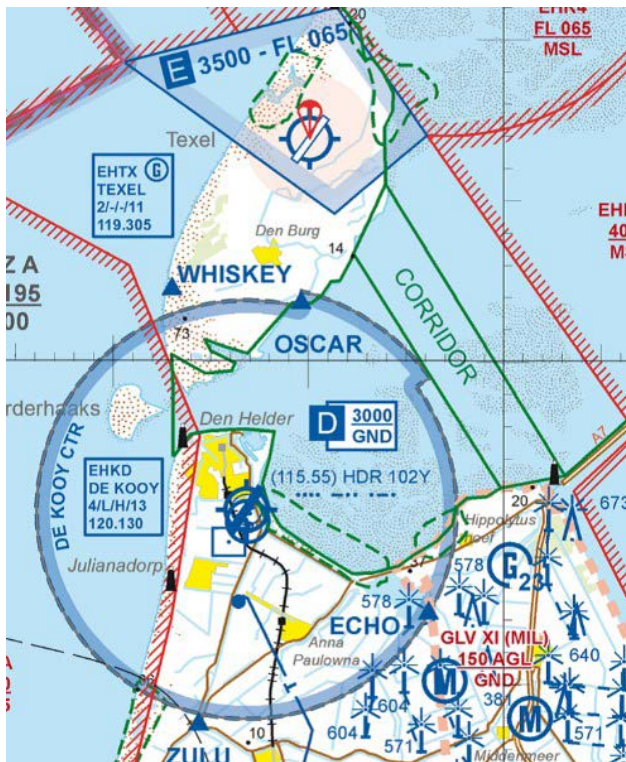 20
EHR4
FL 065
MSL
E 3500 - FL 065
Texel
EHTX G
TEXEL
2/-/-/11
119.305
Den Burg
14
Z A
195
00
WHISKEY
73
OSCAR
CORRIDOR
40
Den Helder
D 3000
GND
DE KOOY CTR
EHKD
DE KOOY
4/L/H/13
120.130
(115.55) HDR 102Y
A7
20
673
Hippolytus
hoef
Julianadorp
37
578
G 23
578
ECHO
Anna
Paulowna
GLV XI (MIL)
150 AGL
GND
640
M
381
604
604
M
571
571
10
ZULU
Middenmeer